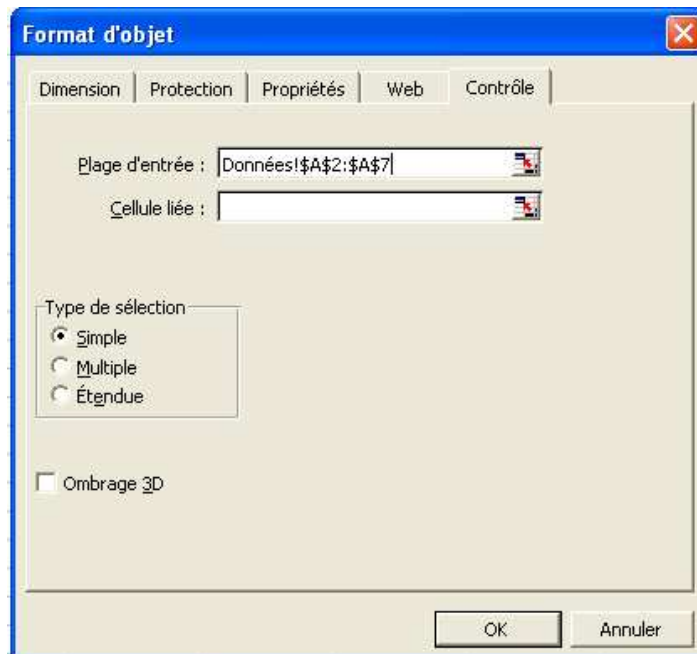 Format d'objet
Dimension Protection Propriétés Web Contrôle
Plage d'entrée : Données!$A$2:$A$7
Cellule liée :
Type de sélection
Simple
Multiple
Étendue
Ombrage 3D
OK Annuler